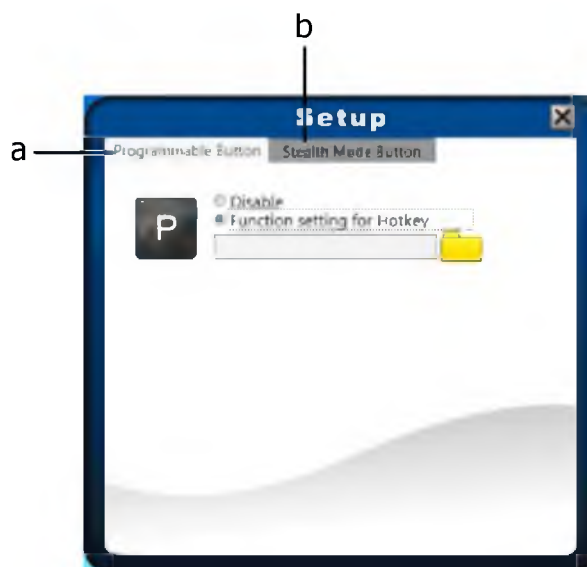 b
Setup
a
Programmable Button Stealth Mode Button
P
Disable
Function setting for Hotkey